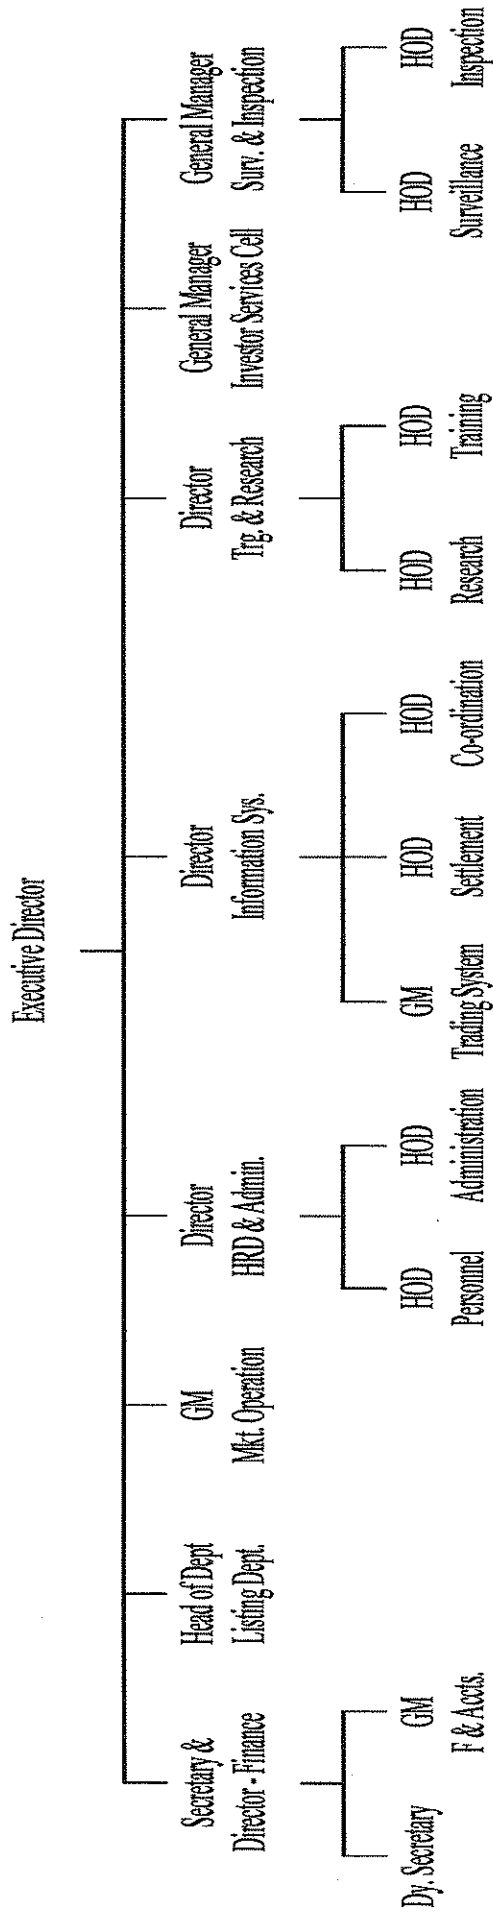 Executive Director
Secretary &
Director - Finance
Head of Dept
Listing Dept.
GM
Mkt. Operation
Director
HRD & Admin.
Director
Information Sys.
Director
Trg. & Research
General Manager
Investor Services Cell
General Manager
Surv. & Inspection
Dy. Secretary
GM
F & Accts.
HOD
Personnel
HOD
Administration
GM
Trading System
HOD
Settlement
HOD
Co-ordination
HOD
Research
HOD
Training
HOD
Surveillance
HOD
Inspection